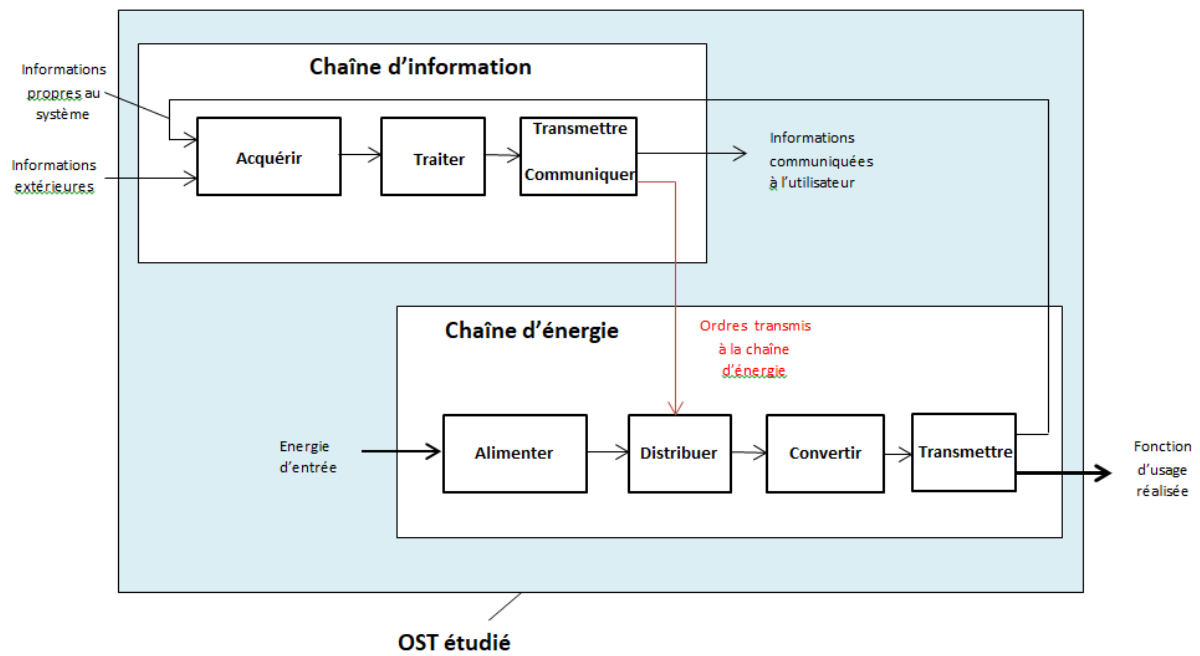 Chaîne d’information
Informations
propres au
système
Informations
extérieures
Acquérir
Traiter
Transmettre
Communiquer
Informations
communiquées
à l’utilisateur
Chaîne d’énergie
Ordres transmis
à la chaîne
d’énergie
Energie
d’entrée
Alimenter
Distribuer
Convertir
Transmettre
Fonction
d’usage
réalisée
OST étudié